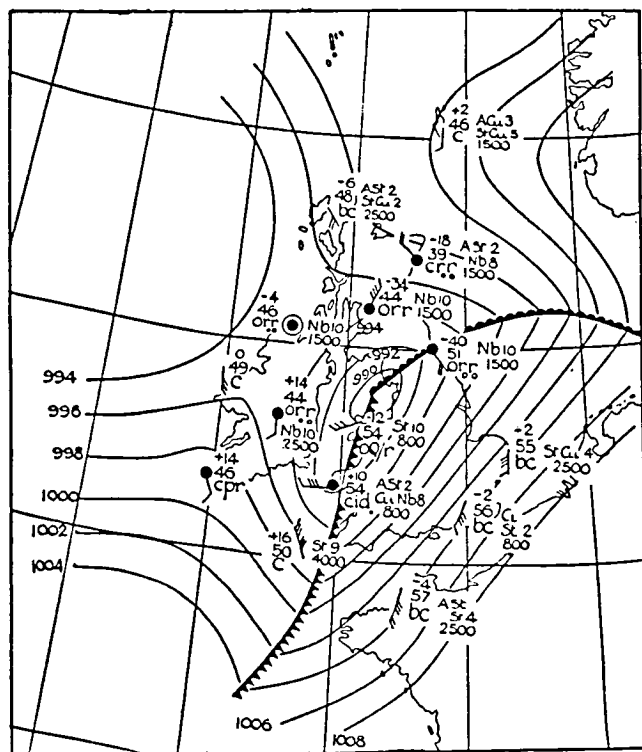 +2
46 ACu3
C StCu5
1500
-6 ASt2
48 StCu2
bc 2500
-18 ASt2
39 Nb8
crr 1500
-34
44 Nb10
orr 1500
-4
46
orr Nb10
1500
994
-40
51 Nb10
orr 1500
992
990
0
49
C
994
996
998
1000
1002
1004
+14
44
orr
Nb10
2500
-12
54 St10
800
+14
46
cpr
+10 ASt2
54 CuNb8
cid 800
+2
55 StCu4
bc 2500
-2
56 Ci
bc St2
800
+16
50 St9
C 4000
-4 ASt
57 St4
bc 2500
1006
1008